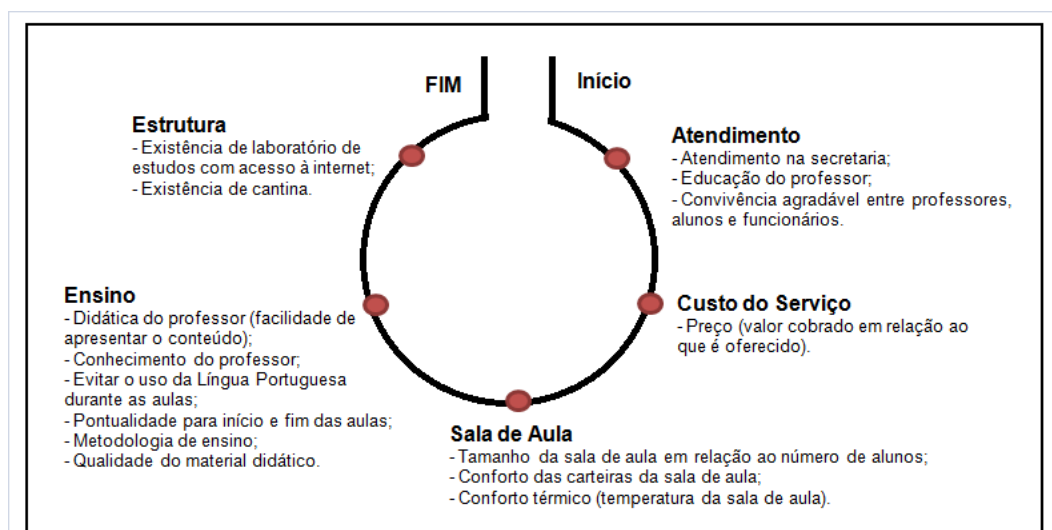 FIM
Início
Estrutura
- Existência de laboratório de
estudos com acesso à internet;
- Existência de cantina.
Atendimento
- Atendimento na secretaria;
- Educação do professor;
- Convivência agradável entre professores,
alunos e funcionários.
Ensino
- Didática do professor (facilidade de
apresentar o conteúdo);
- Conhecimento do professor;
- Evitar o uso da Língua Portuguesa
durante as aulas;
- Pontualidade para início e fim das aulas;
- Metodologia de ensino;
- Qualidade do material didático.
Custo do Serviço
- Preço (valor cobrado em relação ao
que é oferecido).
Sala de Aula
- Tamanho da sala de aula em relação ao número de alunos;
- Conforto das carteiras da sala de aula;
- Conforto térmico (temperatura da sala de aula).